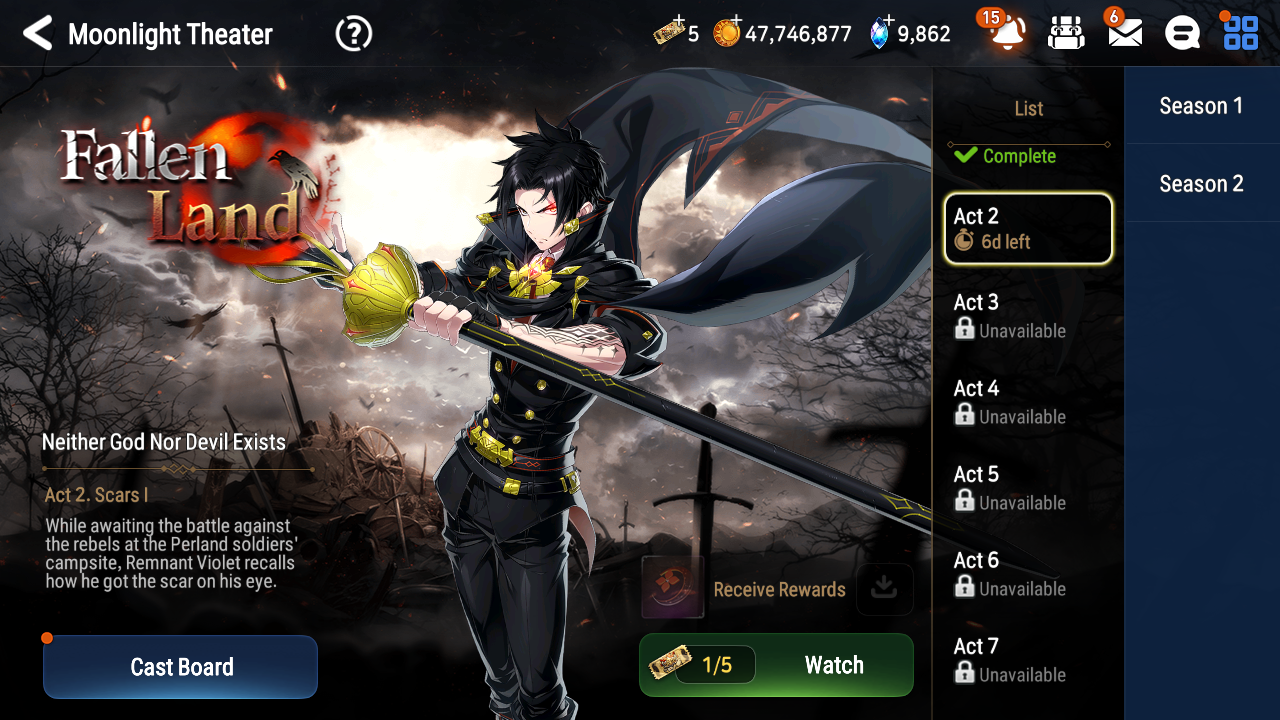 Moonlight Theater
?
5
47,746,877
9,862
15
6
Fallen
Land
Neither God Nor Devil Exists
Act 2. Scars I
While awaiting the battle against
the rebels at the Perland soldiers'
campsite, Remnant Violet recalls
how he got the scar on his eye.
Cast Board
Receive Rewards
1/5
Watch
List
Complete
Act 2
6d left
Act 3
Unavailable
Act 4
Unavailable
Act 5
Unavailable
Act 6
Unavailable
Act 7
Unavailable
Season 1
Season 2